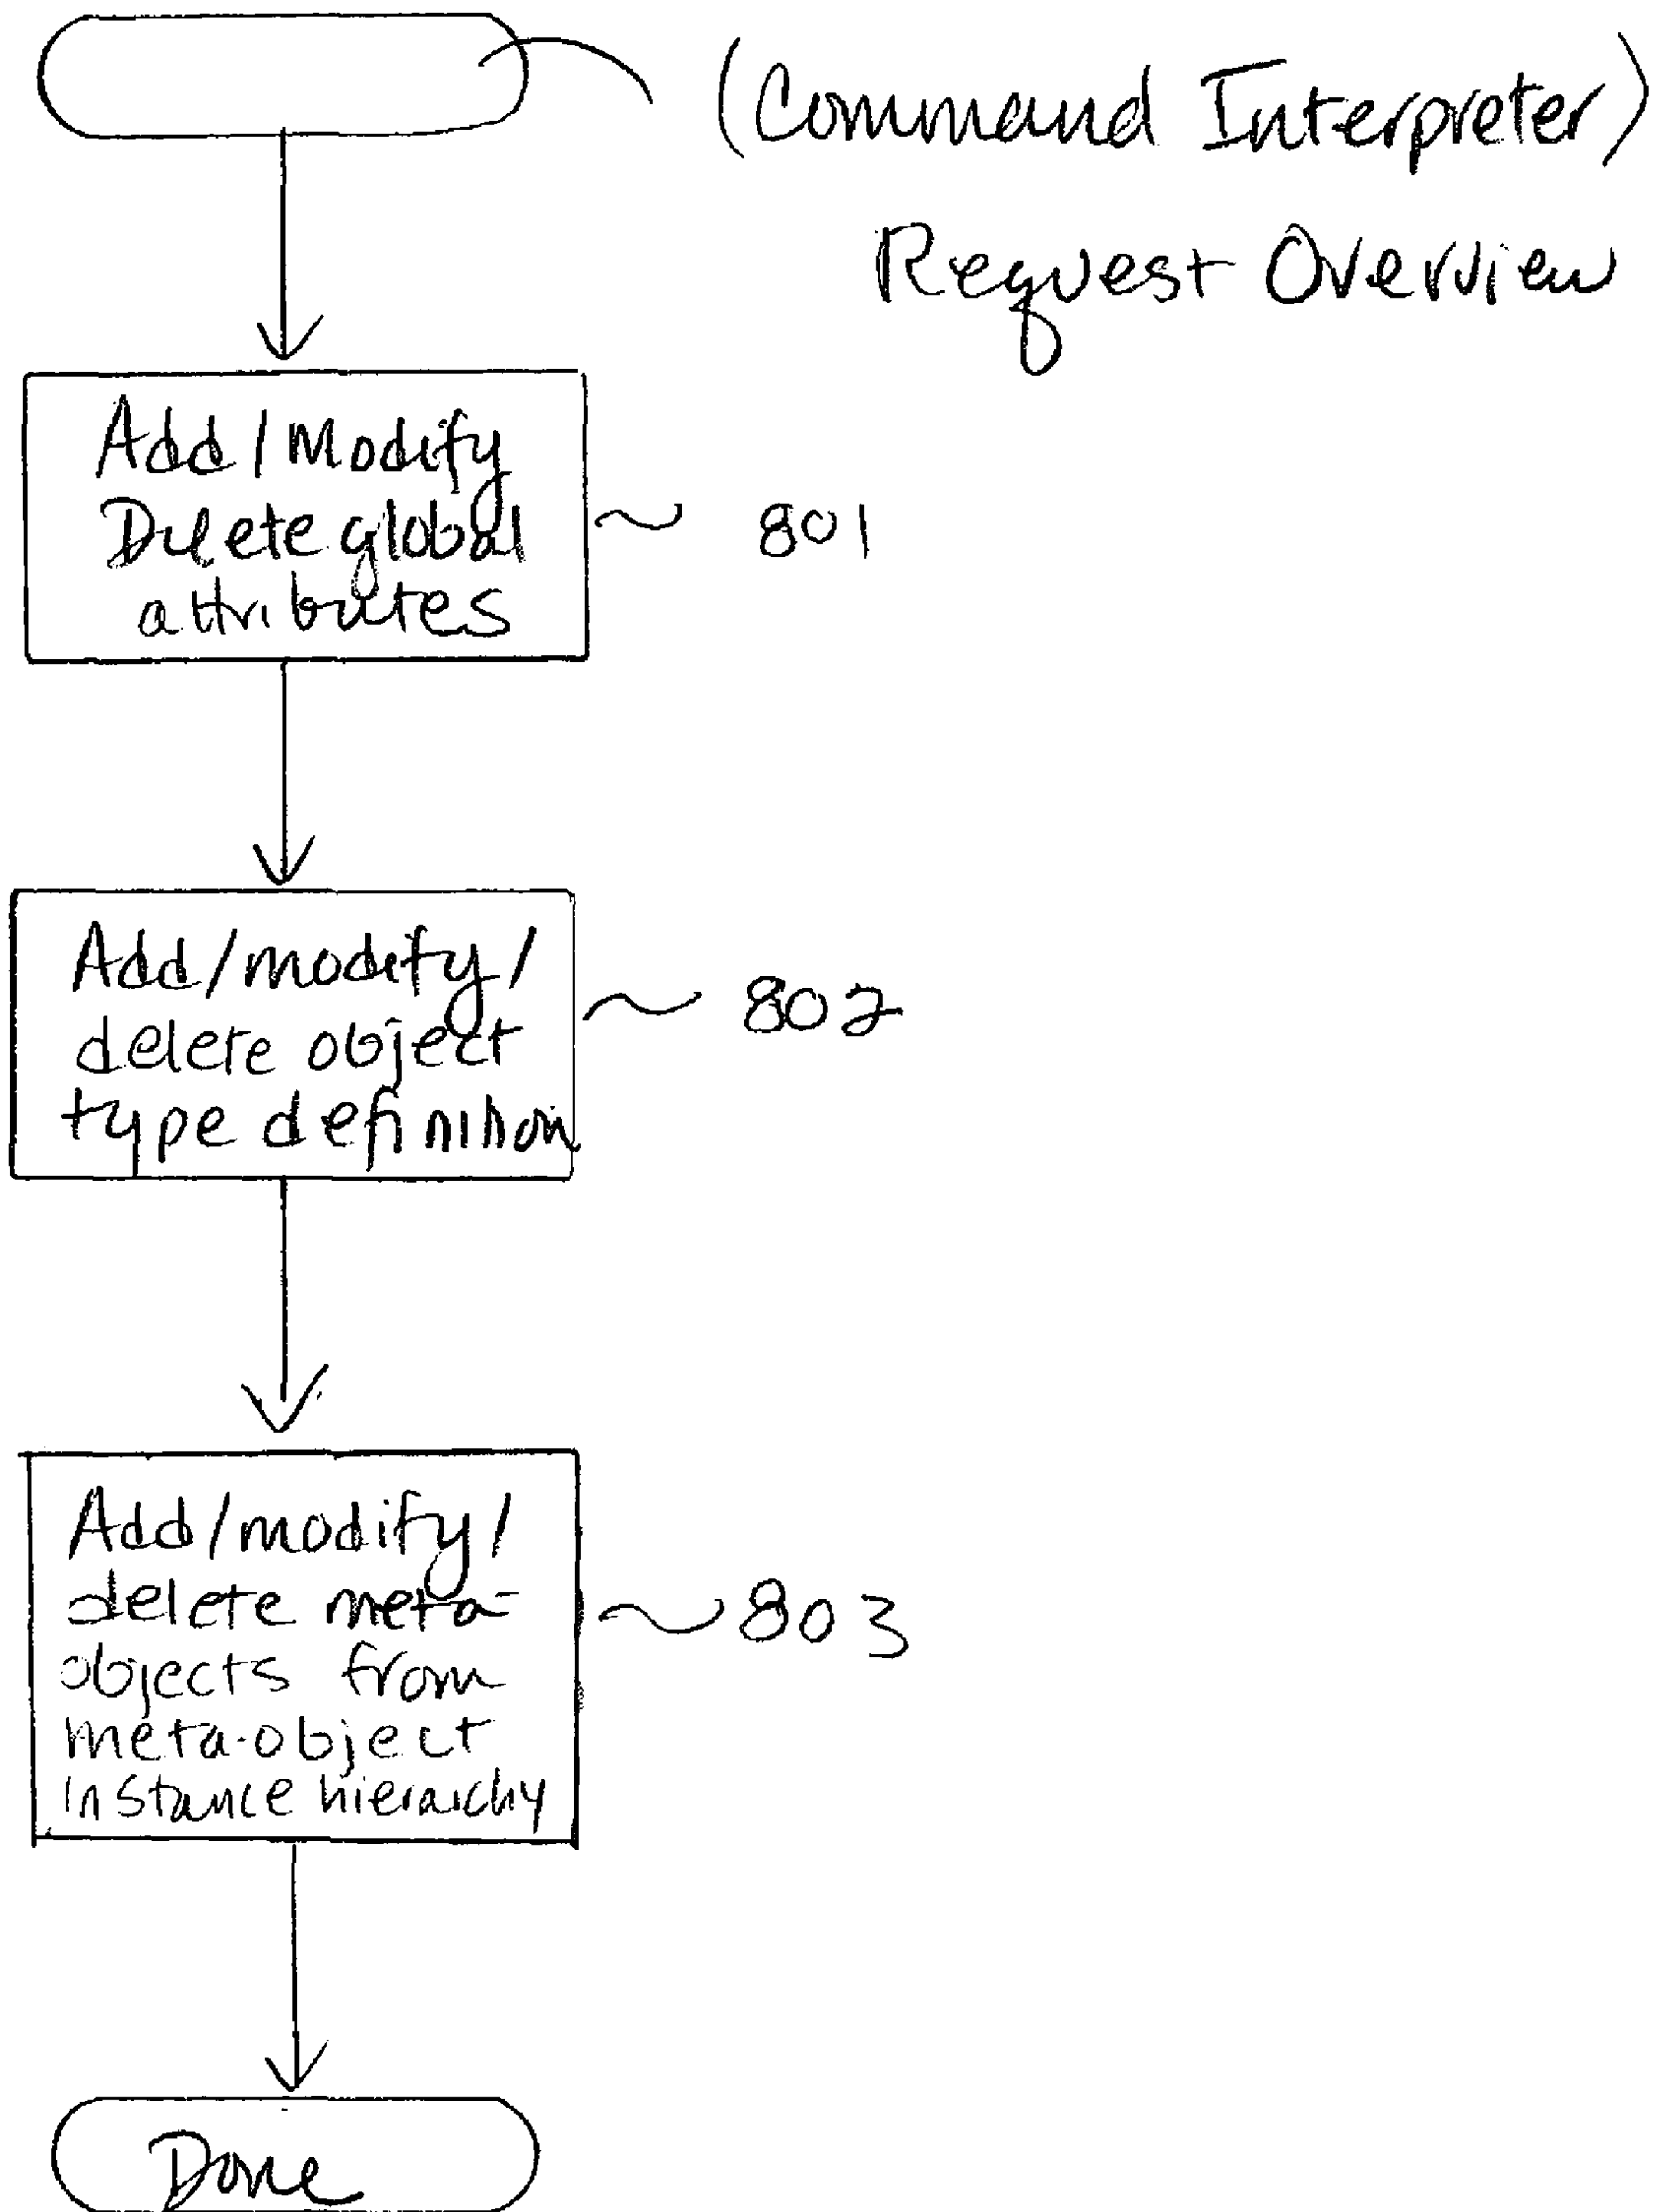 (Command Interpreter)
Request Overview
Add / Modify
Delete global
attributes
801
Add/modify/
delete object
type definition
802
Add/modify/
delete meta-
objects from
meta-object
instance hierarchy
803
Done